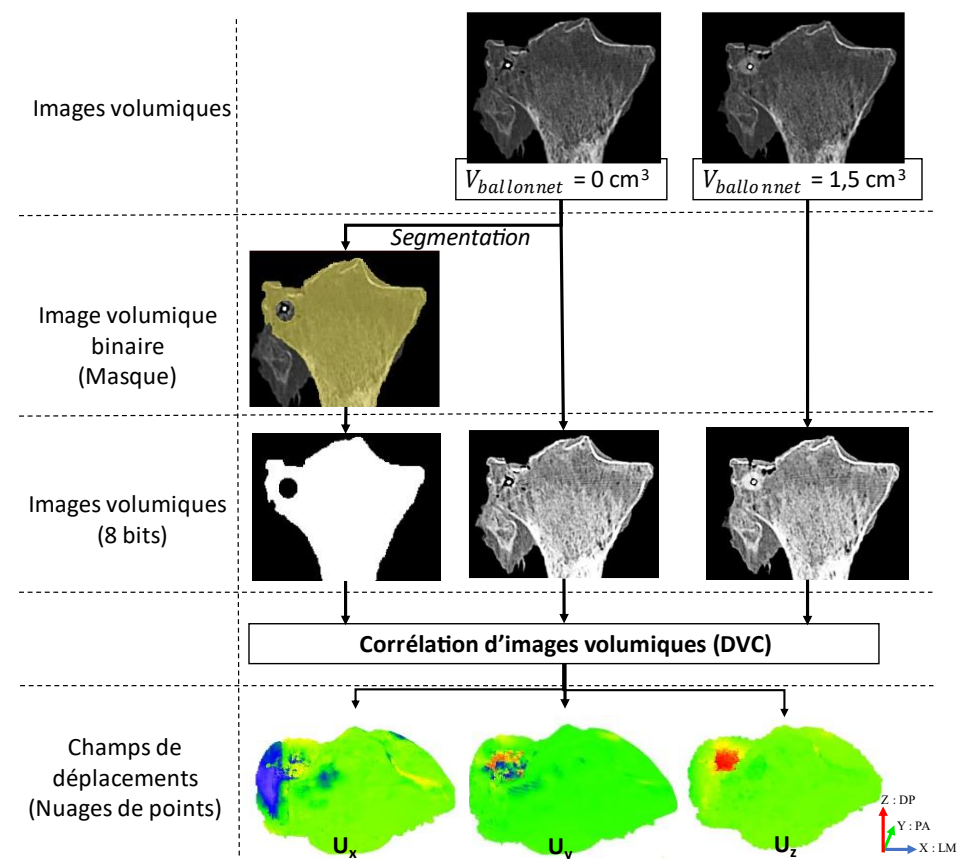 Images volumiques
V_ballonnet = 0 cm³
V_ballonnet = 1,5 cm³
Segmentation
Image volumique
binaire
(Masque)
Images volumiques
(8 bits)
Corrélation d'images volumiques (DVC)
Champs de
déplacements
(Nuages de points)
U_x
U_y
U_z
Z : DP
Y : PA
X : LM